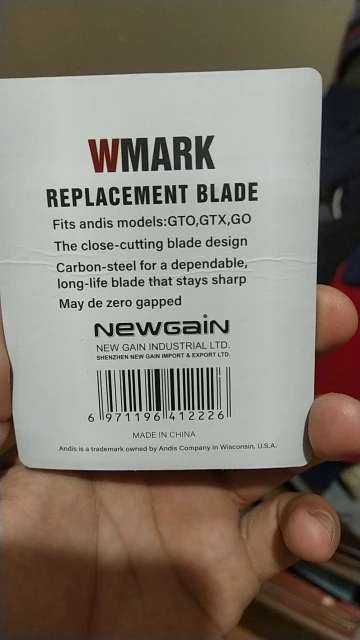 WMARK
REPLACEMENT BLADE
Fits andis models:GTO,GTX,GO
The close-cutting blade design
Carbon-steel for a dependable,
long-life blade that stays sharp
May de zero gapped
NEWGAIN
NEW GAIN INDUSTRIAL LTD.
SHENZHEN NEW GAIN IMPORT & EXPORT LTD.
6 971196 412226
MADE IN CHINA
Andis is a trademark owned by Andis Company in Wisconsin, U.S.A.